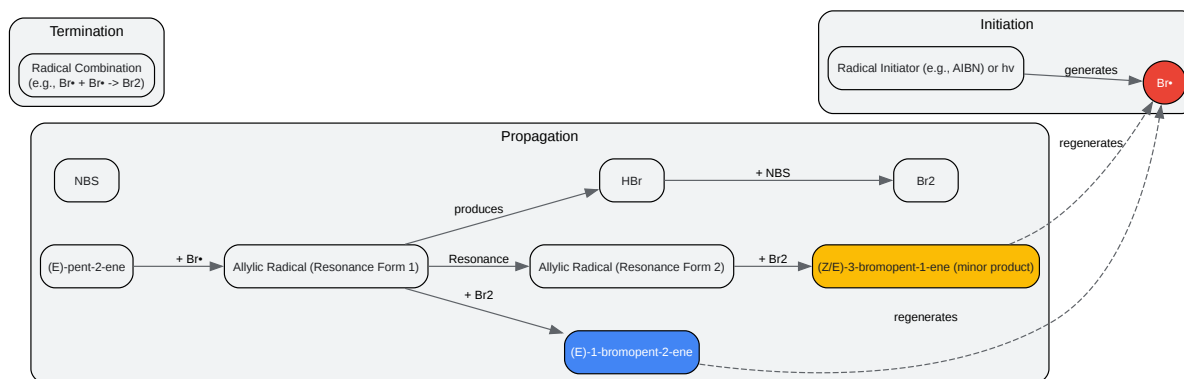 Termination
Radical Combination
(e.g., Br• + Br• -> Br2)
Initiation
Radical Initiator (e.g., AIBN) or hv
generates
Br•
Propagation
regenerates
NBS
HBr
+ NBS
Br2
produces
(E)-pent-2-ene
+ Br•
Allylic Radical (Resonance Form 1)
Resonance
Allylic Radical (Resonance Form 2)
+ Br2
(Z/E)-3-bromopent-1-ene (minor product)
+ Br2
regenerates
(E)-1-bromopent-2-ene